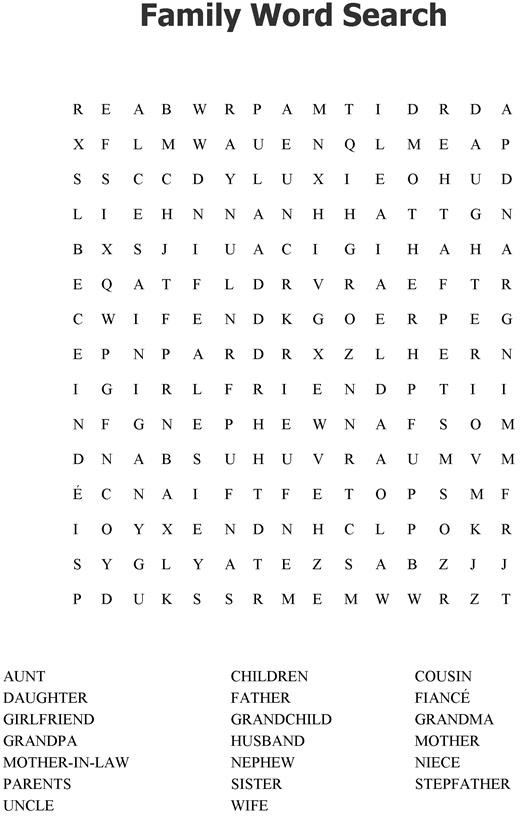 Family Word Search
R E A B W R P A M T I D R D A
X F L M W A U E N Q L M E A P
S S C C D Y L U X I E O H U D
L I E H N N A N H H A T T G N
B X S J I U A C I G I H A H A
E Q A T F L D R V R A E F T R
C W I F E N D K G O E R P E G
E P N P A R D R X Z L H E R N
I G I R L F R I E N D P T I I
N F G N E P H E W N A F S O M
D N A B S U H U V R A U M V M
É C N A I F T F E T O P S M F
I O Y X E N D N H C L P O K R
S Y G L Y A T E Z S A B Z J J
P D U K S S R M E M W W R Z T
AUNT CHILDREN COUSIN
DAUGHTER FATHER FIANCÉ
GIRLFRIEND GRANDCHILD GRANDMA
GRANDPA HUSBAND MOTHER
MOTHER-IN-LAW NEPHEW NIECE
PARENTS SISTER STEPFATHER
UNCLE WIFE